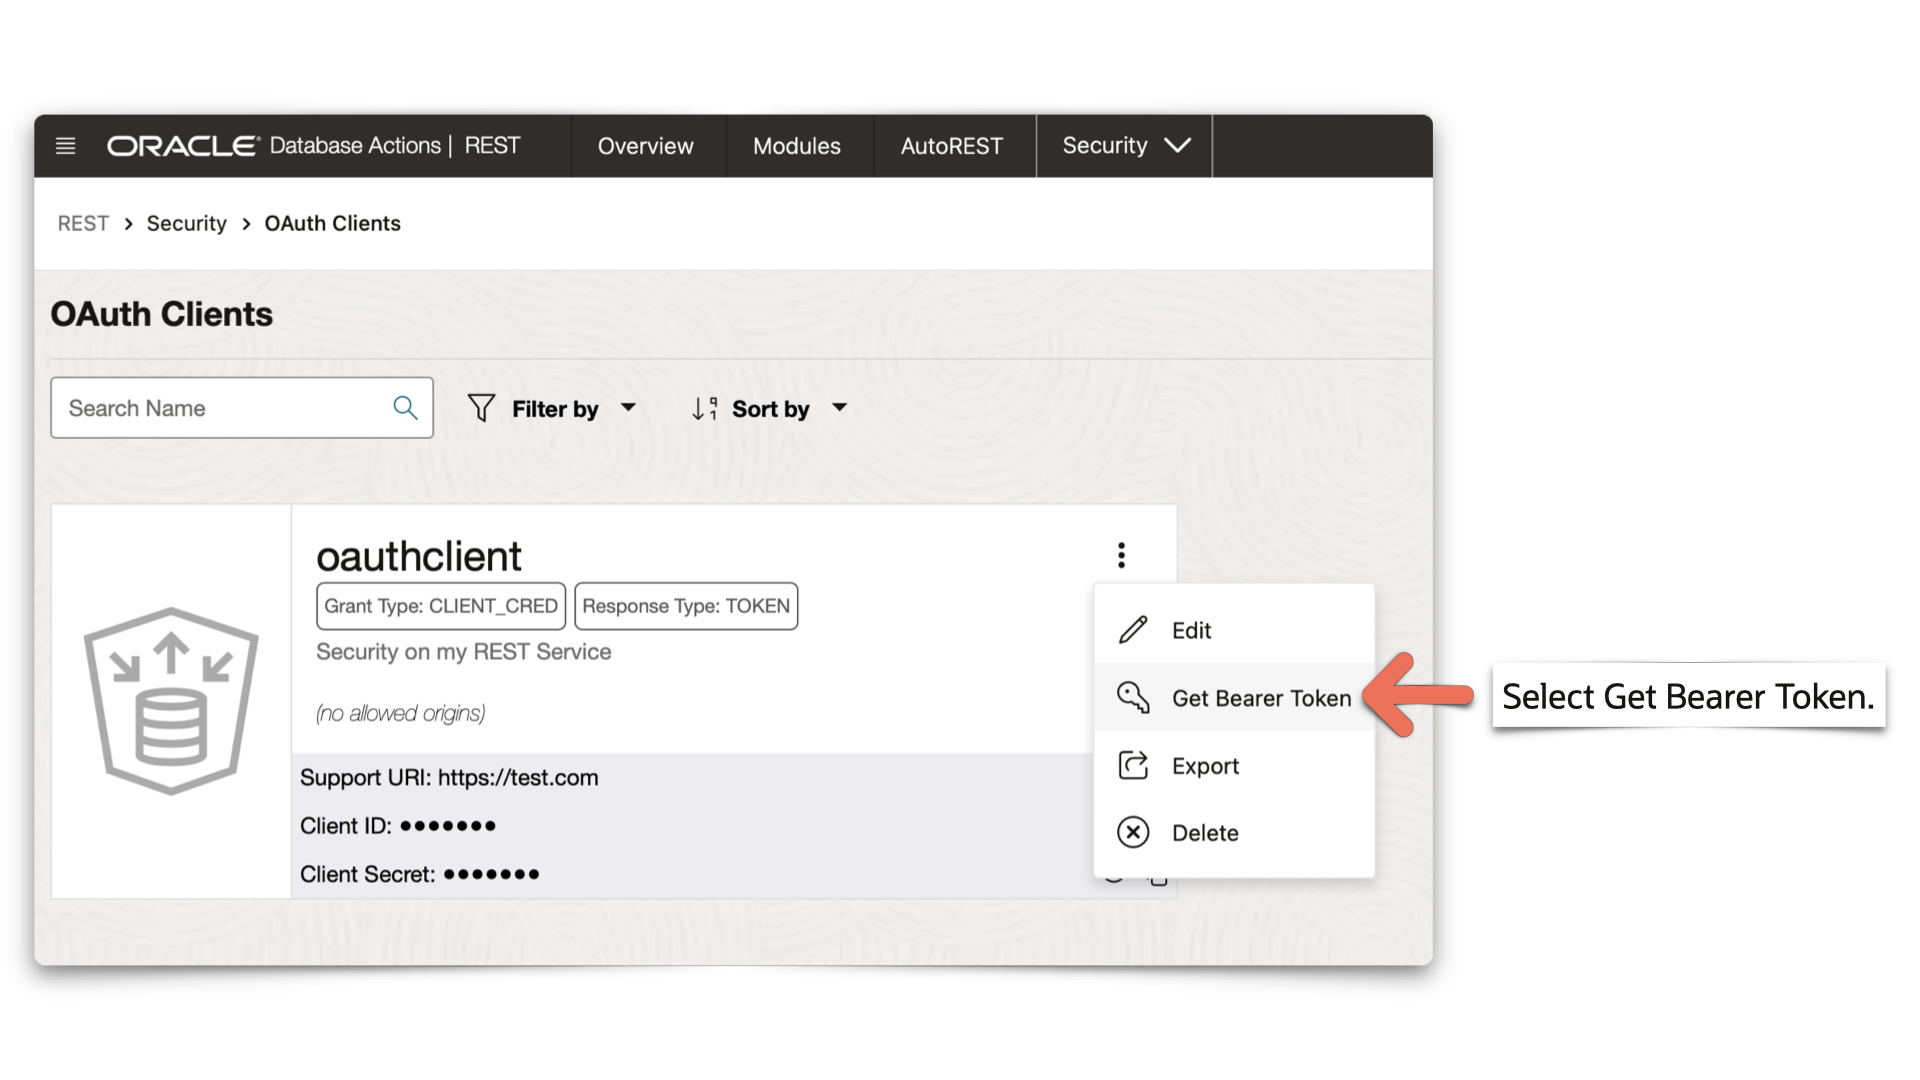 ORACLE® Database Actions | REST Overview Modules AutoREST Security
REST > Security > OAuth Clients
OAuth Clients
Search Name Filter by Sort by
oauthclient
Grant Type: CLIENT_CRED Response Type: TOKEN
Security on my REST Service
(no allowed origins)
Support URI: https://test.com
Client ID: •••••••
Client Secret: •••••••
Edit
Get Bearer Token
Export
Delete
Select Get Bearer Token.